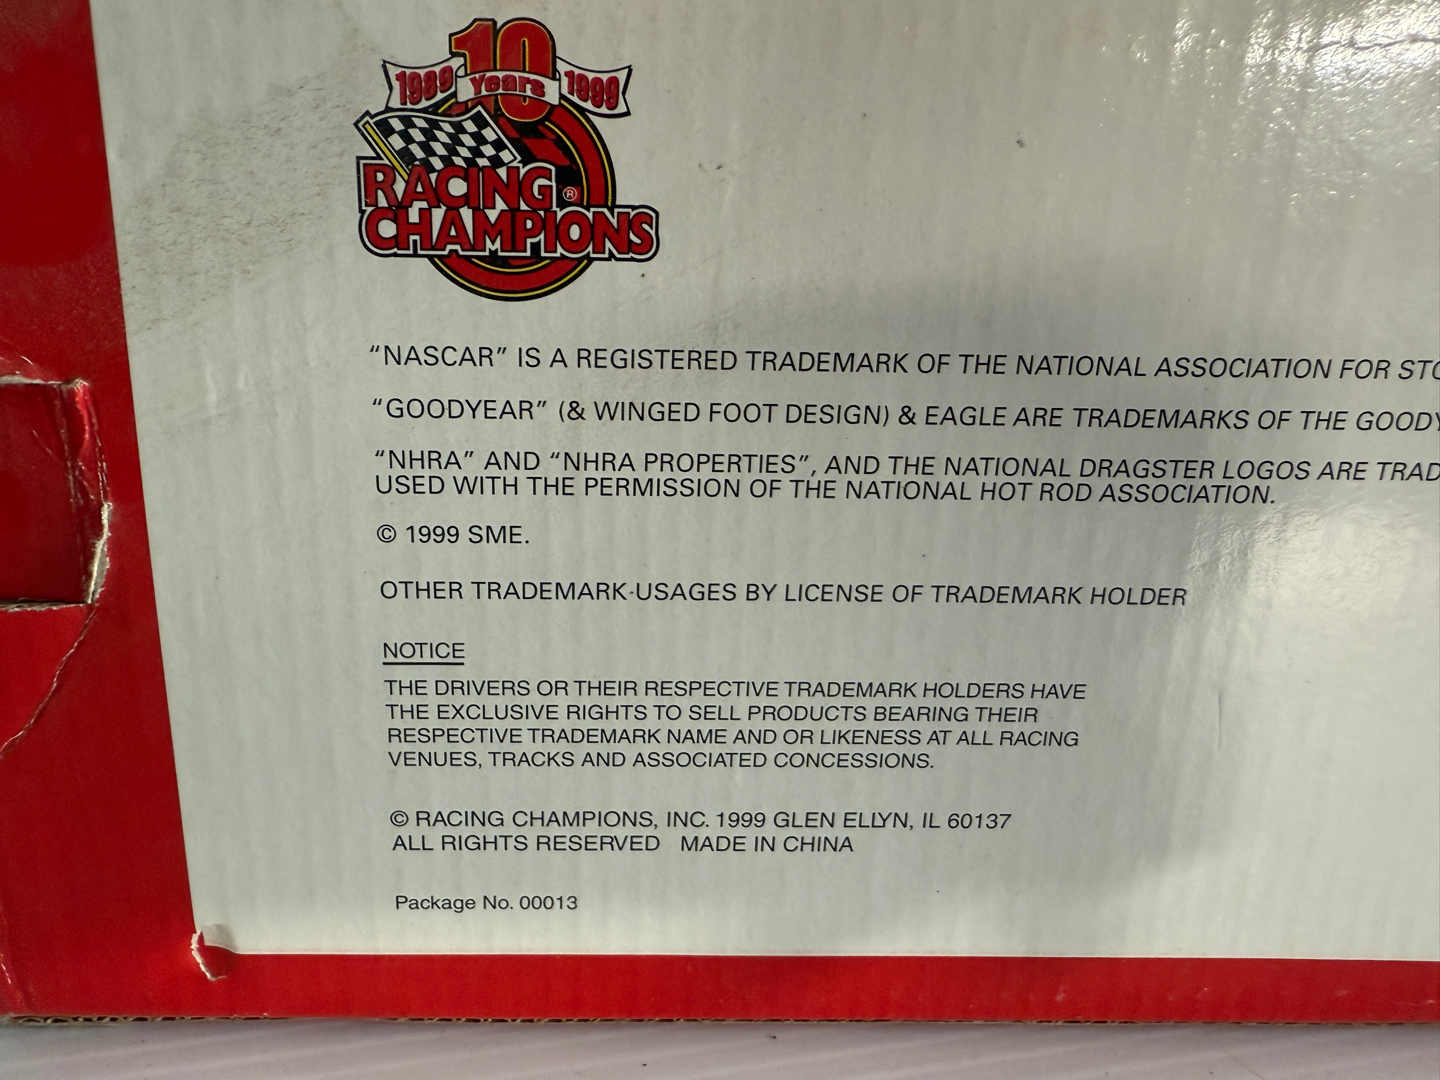 10
1989 Years 1999
RACING ®
CHAMPIONS
“NASCAR” IS A REGISTERED TRADEMARK OF THE NATIONAL ASSOCIATION FOR
“GOODYEAR” (& WINGED FOOT DESIGN) & EAGLE ARE TRADEMARKS OF THE
“NHRA” AND “NHRA PROPERTIES”, AND THE NATIONAL DRAGSTER LOGOS ARE
USED WITH THE PERMISSION OF THE NATIONAL HOT ROD ASSOCIATION.
© 1999 SME.
OTHER TRADEMARK USAGES BY LICENSE OF TRADEMARK HOLDER
NOTICE
THE DRIVERS OR THEIR RESPECTIVE TRADEMARK HOLDERS HAVE
THE EXCLUSIVE RIGHTS TO SELL PRODUCTS BEARING THEIR
RESPECTIVE TRADEMARK NAME AND OR LIKENESS AT ALL RACING
VENUES, TRACKS AND ASSOCIATED CONCESSIONS.
© RACING CHAMPIONS, INC. 1999 GLEN ELLYN, IL 60137
ALL RIGHTS RESERVED MADE IN CHINA
Package No. 00013